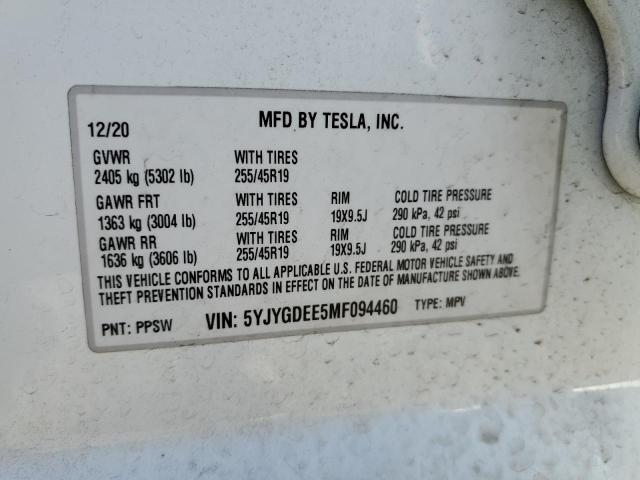 12/20 MFD BY TESLA, INC.
GVWR WITH TIRES
2405 kg (5302 lb) 255/45R19
GAWR FRT WITH TIRES RIM COLD TIRE PRESSURE
1363 kg (3004 lb) 255/45R19 19X9.5J 290 kPa, 42 psi
GAWR RR WITH TIRES RIM COLD TIRE PRESSURE
1636 kg (3606 lb) 255/45R19 19X9.5J 290 kPa, 42 psi
THIS VEHICLE CONFORMS TO ALL APPLICABLE U.S. FEDERAL MOTOR VEHICLE SAFETY AND
THEFT PREVENTION STANDARDS IN EFFECT ON THE DATE OF MANUFACTURE SHOWN ABOVE.
PNT: PPSW VIN: 5YJYGDEE5MF094460 TYPE: MPV